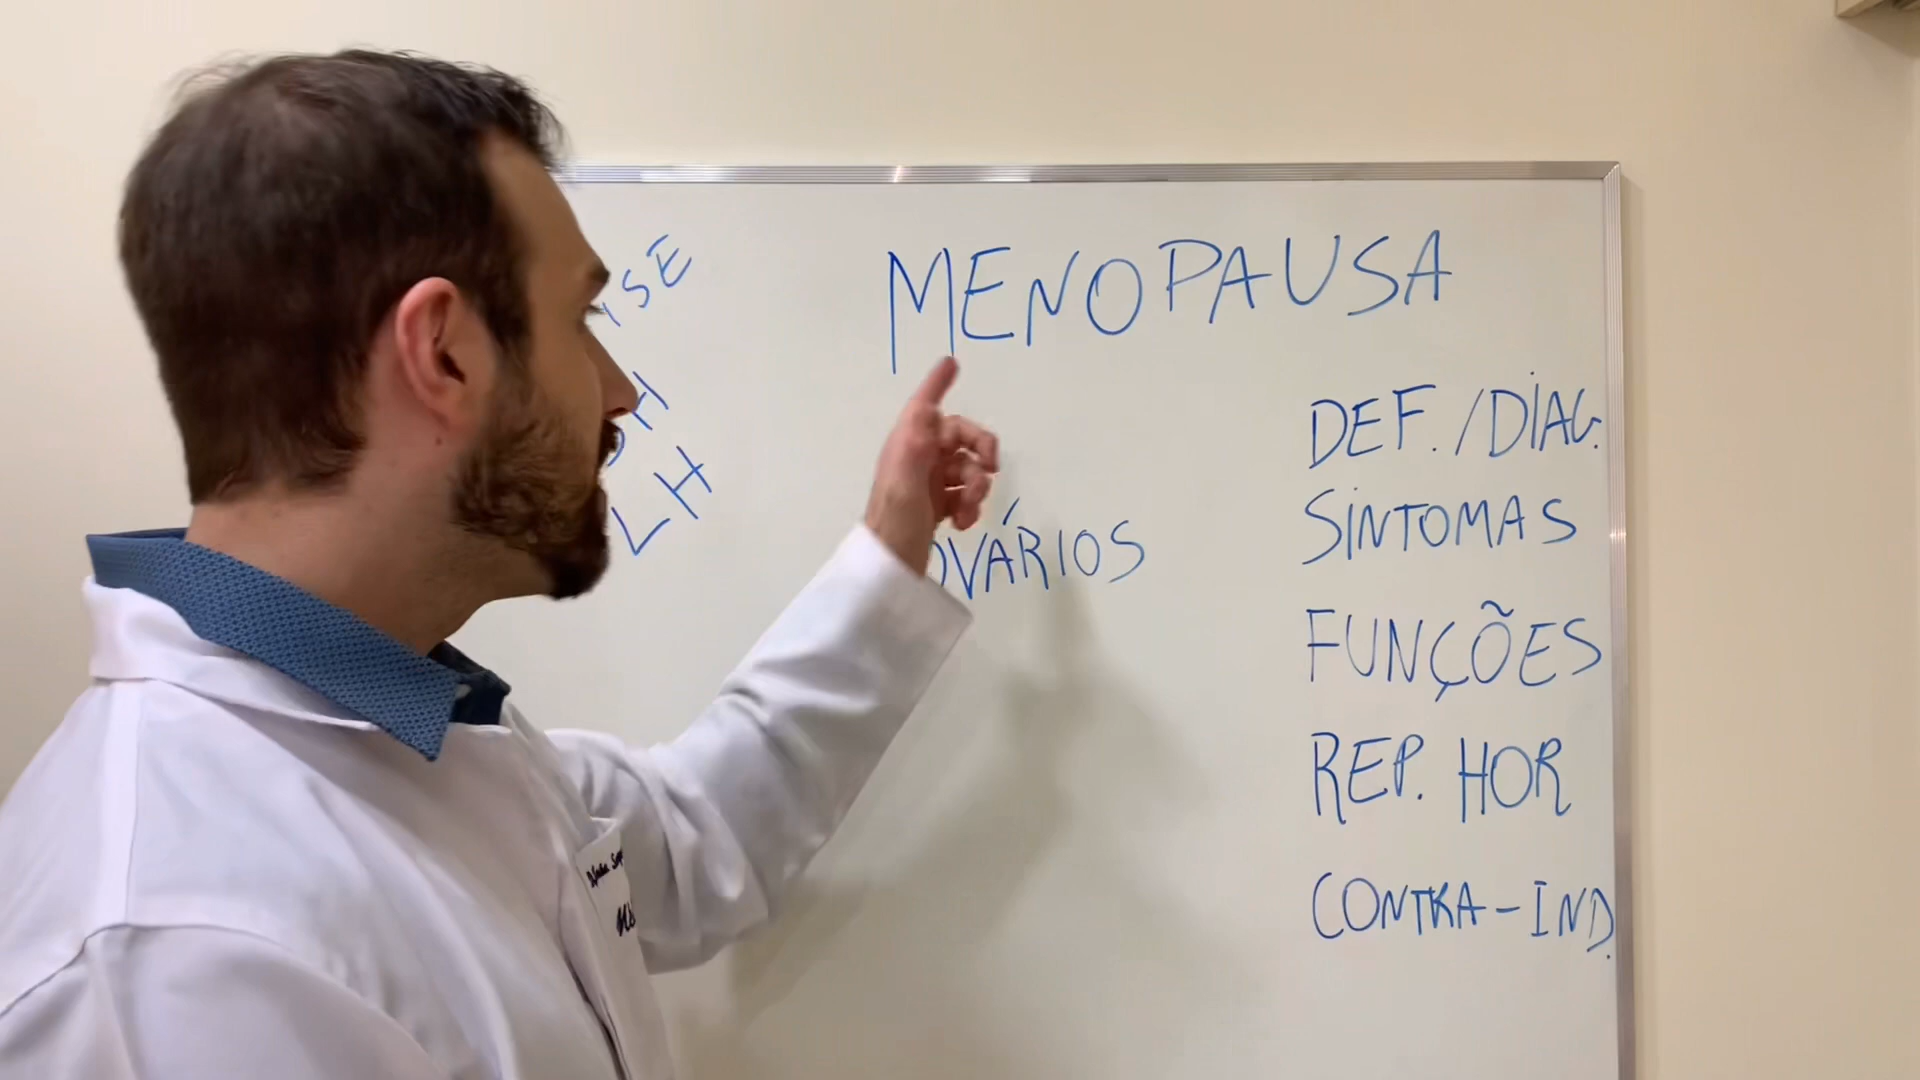 MENOPAUSA
LH
OVÁRIOS
DEF./DIAG.
SINTOMAS
FUNÇÕES
REP. HOR
CONTRA-IND.